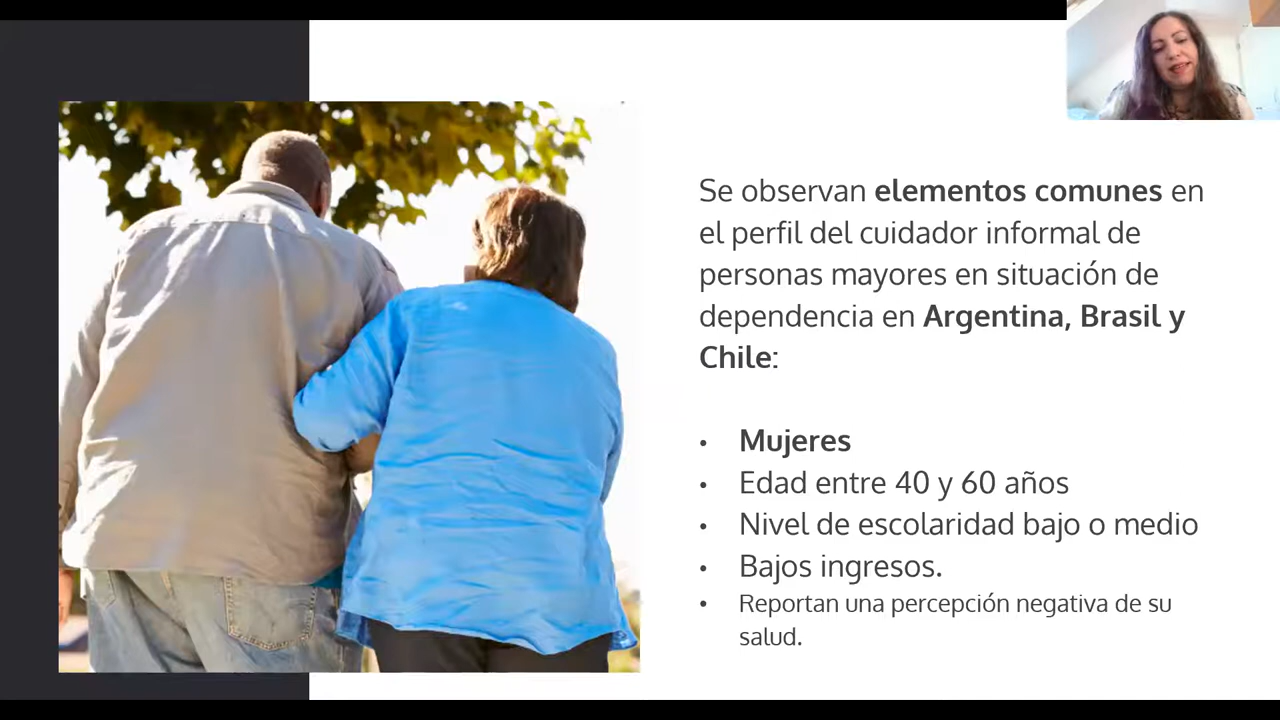 Se observan elementos comunes en
el perfil del cuidador informal de
personas mayores en situación de
dependencia en Argentina, Brasil y
Chile:
• Mujeres
• Edad entre 40 y 60 años
• Nivel de escolaridad bajo o medio
• Bajos ingresos.
• Reportan una percepción negativa de su
salud.